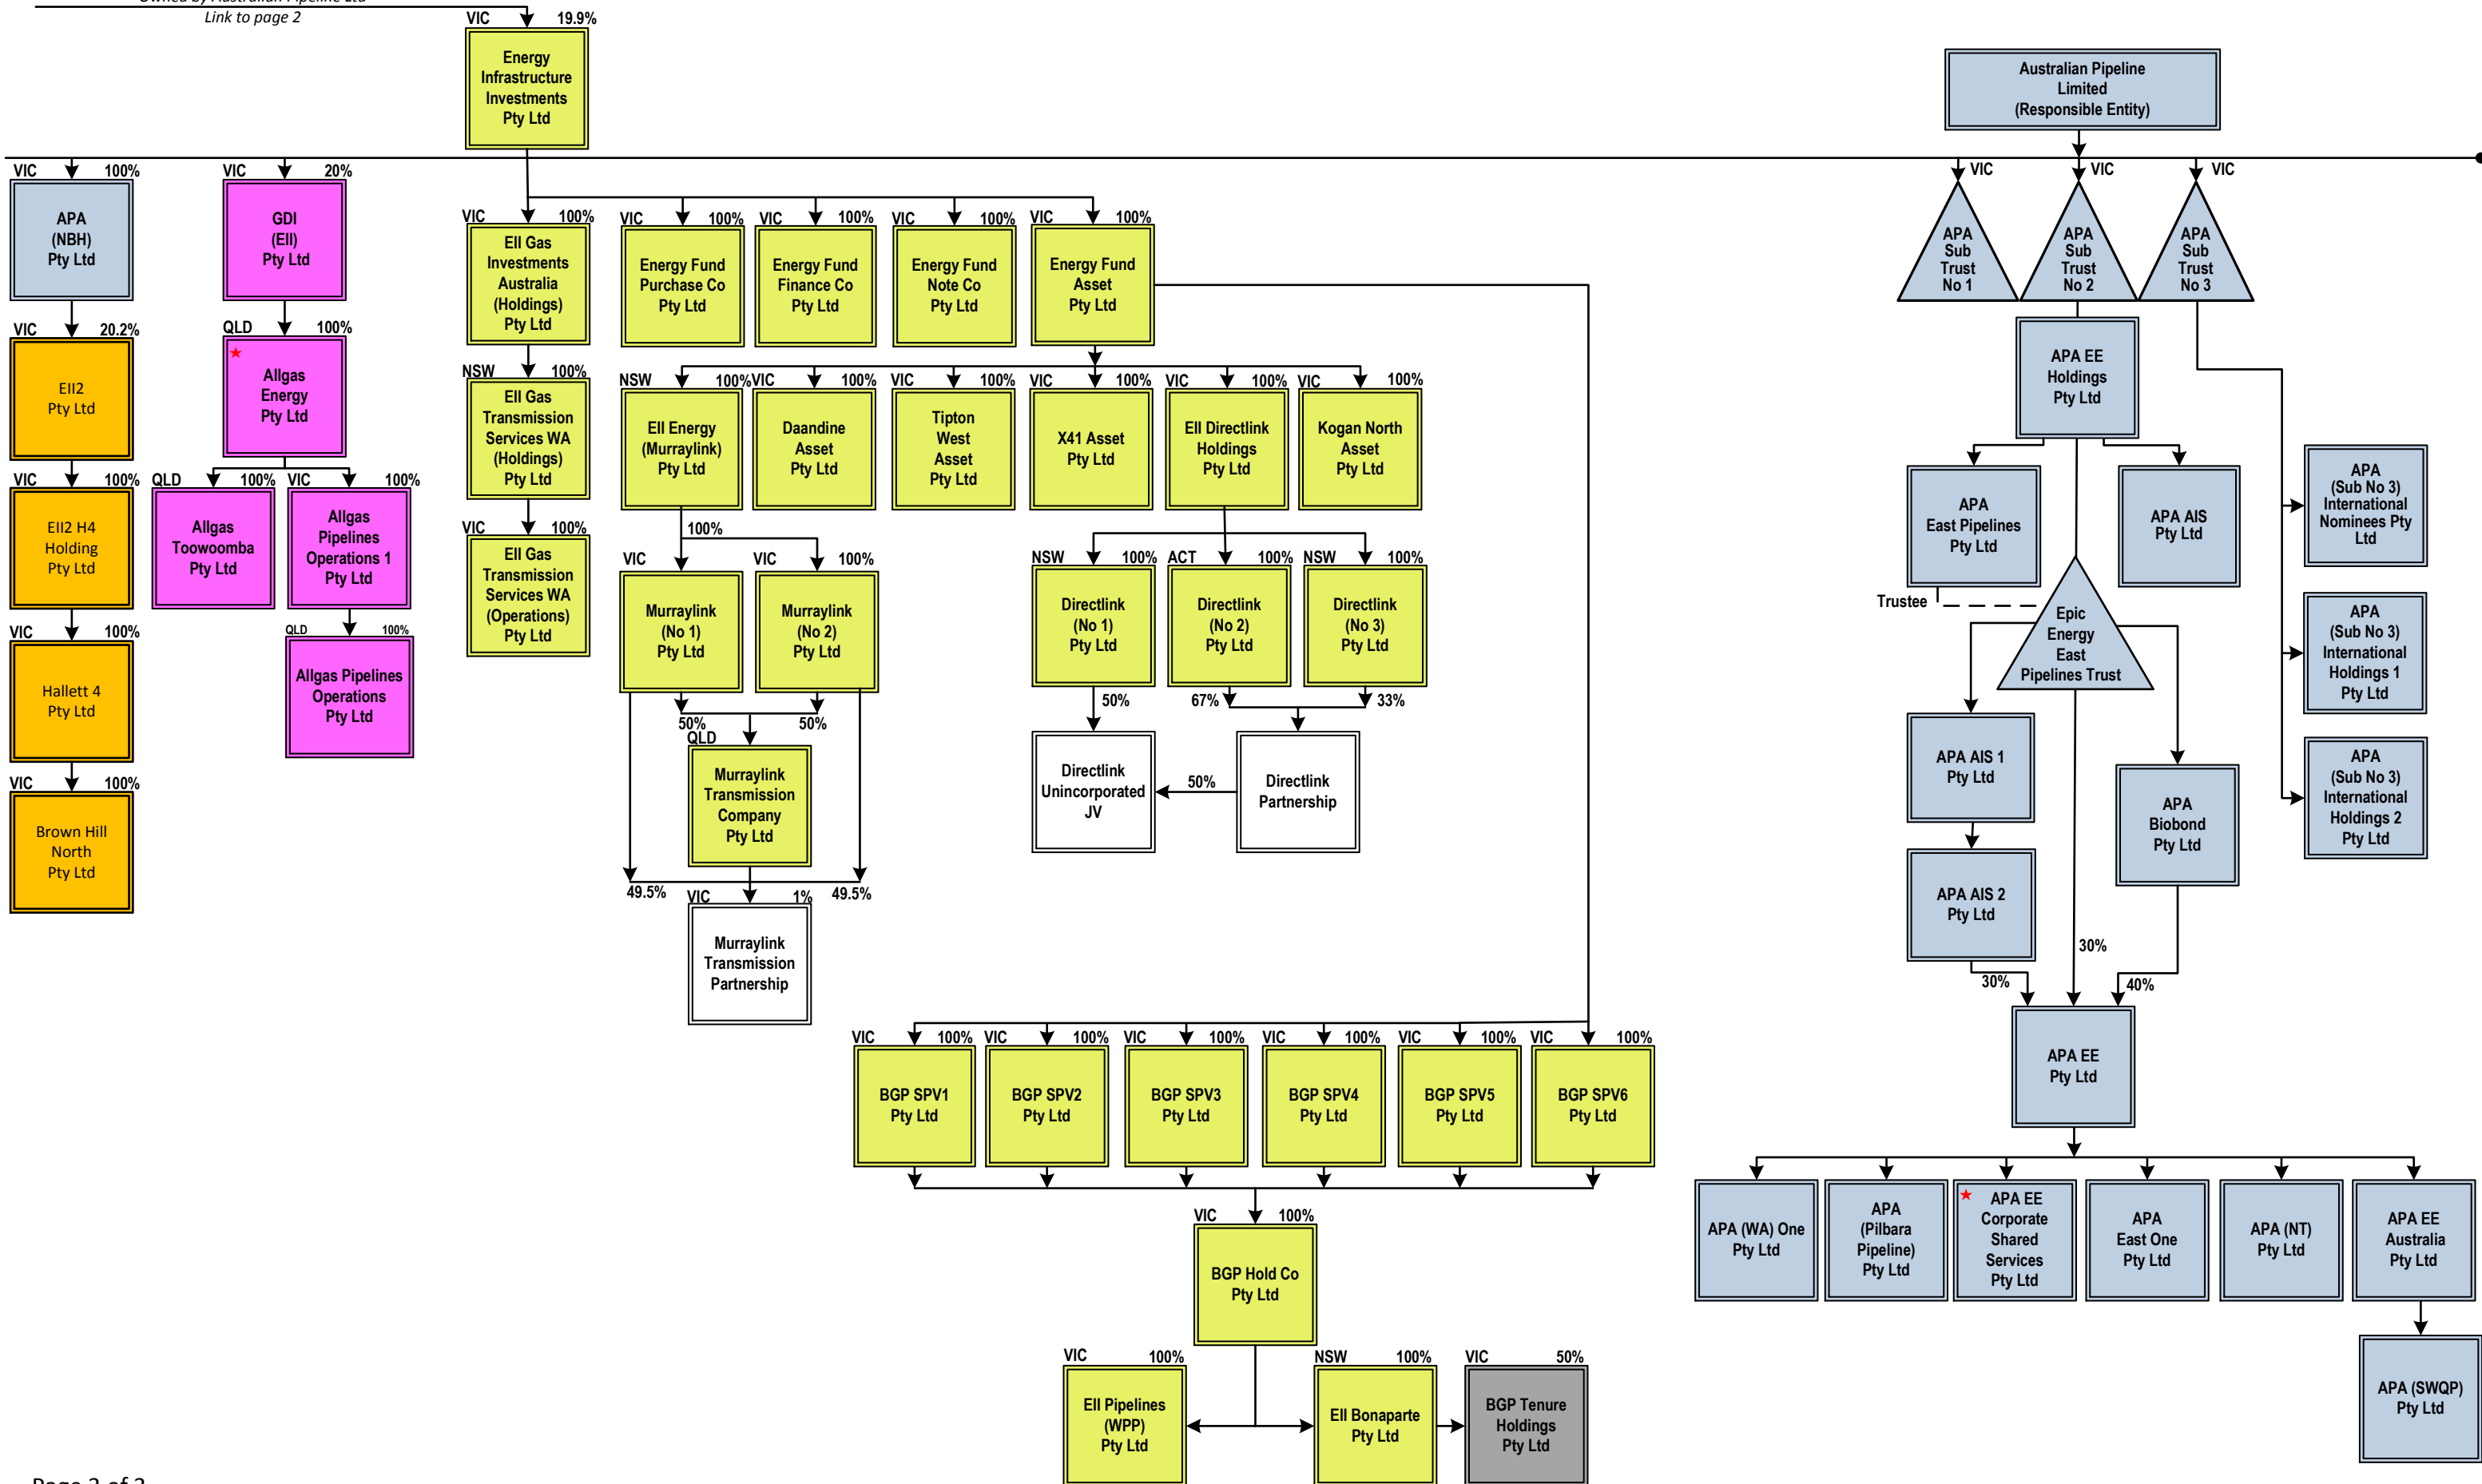 Owned by Australian Pipeline Ltd
Link to page 2
VIC 19.9%
Energy
Infrastructure
Investments
Pty Ltd
Australian Pipeline
Limited
(Responsible Entity)
VIC 100%
APA
(NBH)
Pty Ltd
VIC 20%
GDI
(EII)
Pty Ltd
VIC
APA
Sub
Trust
No 1
VIC
APA
Sub
Trust
No 2
VIC
APA
Sub
Trust
No 3
VIC 100%
EII Gas
Investments
Australia
(Holdings)
Pty Ltd
VIC 100%
Energy Fund
Purchase Co
Pty Ltd
VIC 100%
Energy Fund
Finance Co
Pty Ltd
VIC 100%
Energy Fund
Note Co
Pty Ltd
VIC 100%
Energy Fund
Asset
Pty Ltd
VIC 20.2%
EII2
Pty Ltd
QLD 100%
Allgas
Energy
Pty Ltd
APA EE
Holdings
Pty Ltd
NSW 100%
EII Gas
Transmission
Services WA
(Holdings)
Pty Ltd
NSW 100%
EII Energy
(Murraylink)
Pty Ltd
VIC 100%
Daandine
Asset
Pty Ltd
VIC 100%
Tipton
West
Asset
Pty Ltd
VIC 100%
X41 Asset
Pty Ltd
VIC 100%
EII Directlink
Holdings
Pty Ltd
VIC 100%
Kogan North
Asset
Pty Ltd
VIC 100%
EII2 H4
Holding
Pty Ltd
QLD 100%
Allgas
Toowoomba
Pty Ltd
VIC 100%
Allgas
Pipelines
Operations 1
Pty Ltd
APA
East Pipelines
Pty Ltd
APA AIS
Pty Ltd
APA
(Sub No 3)
International
Nominees Pty
Ltd
VIC 100%
EII Gas
Transmission
Services WA
(Operations)
Pty Ltd
100%
VIC
Murraylink
(No 1)
Pty Ltd
VIC 100%
Murraylink
(No 2)
Pty Ltd
NSW 100%
Directlink
(No 1)
Pty Ltd
ACT 100%
Directlink
(No 2)
Pty Ltd
NSW 100%
Directlink
(No 3)
Pty Ltd
Trustee
Epic
Energy
East
Pipelines Trust
APA
(Sub No 3)
International
Holdings 1
Pty Ltd
VIC 100%
Hallett 4
Pty Ltd
QLD 100%
Allgas Pipelines
Operations
Pty Ltd
50% 50%
QLD
Murraylink
Transmission
Company
Pty Ltd
50%
67% 33%
Directlink
Unincorporated
JV
50%
Directlink
Partnership
APA AIS 1
Pty Ltd
APA
Biobond
Pty Ltd
APA
(Sub No 3)
International
Holdings 2
Pty Ltd
VIC 100%
Brown Hill
North
Pty Ltd
49.5% 49.5%
VIC 1%
Murraylink
Transmission
Partnership
APA AIS 2
Pty Ltd
30%
30%
40%
APA EE
Pty Ltd
VIC 100%
BGP SPV1
Pty Ltd
VIC 100%
BGP SPV2
Pty Ltd
VIC 100%
BGP SPV3
Pty Ltd
VIC 100%
BGP SPV4
Pty Ltd
VIC 100%
BGP SPV5
Pty Ltd
VIC 100%
BGP SPV6
Pty Ltd
VIC 100%
BGP Hold Co
Pty Ltd
APA (WA) One
Pty Ltd
APA
(Pilbara
Pipeline)
Pty Ltd
APA EE
Corporate
Shared
Services
Pty Ltd
APA
East One
Pty Ltd
APA (NT)
Pty Ltd
APA EE
Australia
Pty Ltd
VIC 100%
EII Pipelines
(WPP)
Pty Ltd
NSW 100%
EII Bonaparte
Pty Ltd
VIC 50%
BGP Tenure
Holdings
Pty Ltd
APA (SWQP)
Pty Ltd